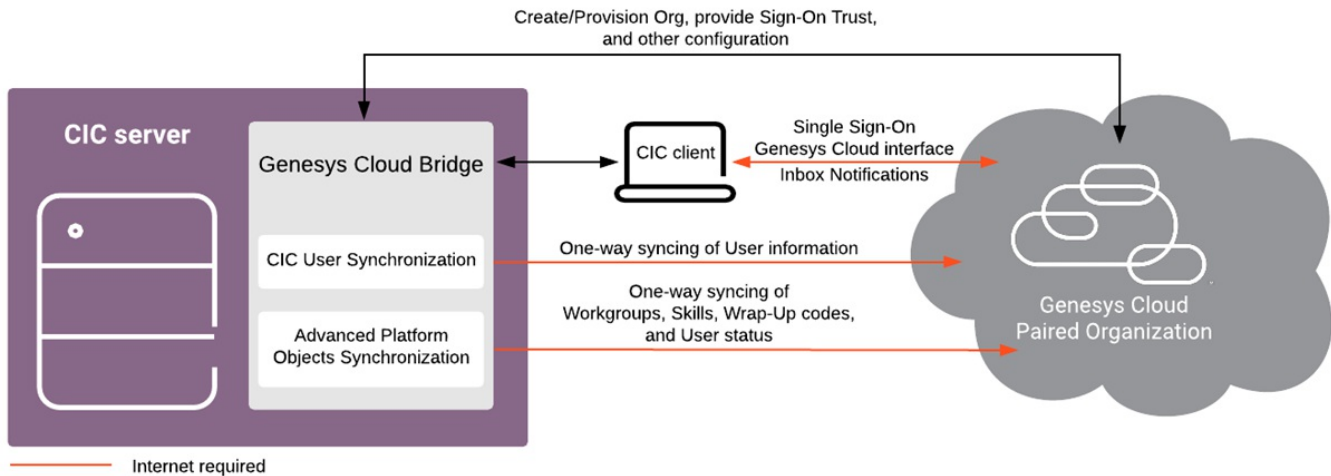 Create/Provision Org, provide Sign-On Trust,
and other configuration
CIC server
Genesys Cloud Bridge
CIC client
Single Sign-On
Genesys Cloud interface
Inbox Notifications
CIC User Synchronization
One-way syncing of User information
One-way syncing of
Workgroups, Skills, Wrap-Up codes,
and User status
Advanced Platform
Objects Synchronization
Genesys Cloud
Paired Organization
Internet required